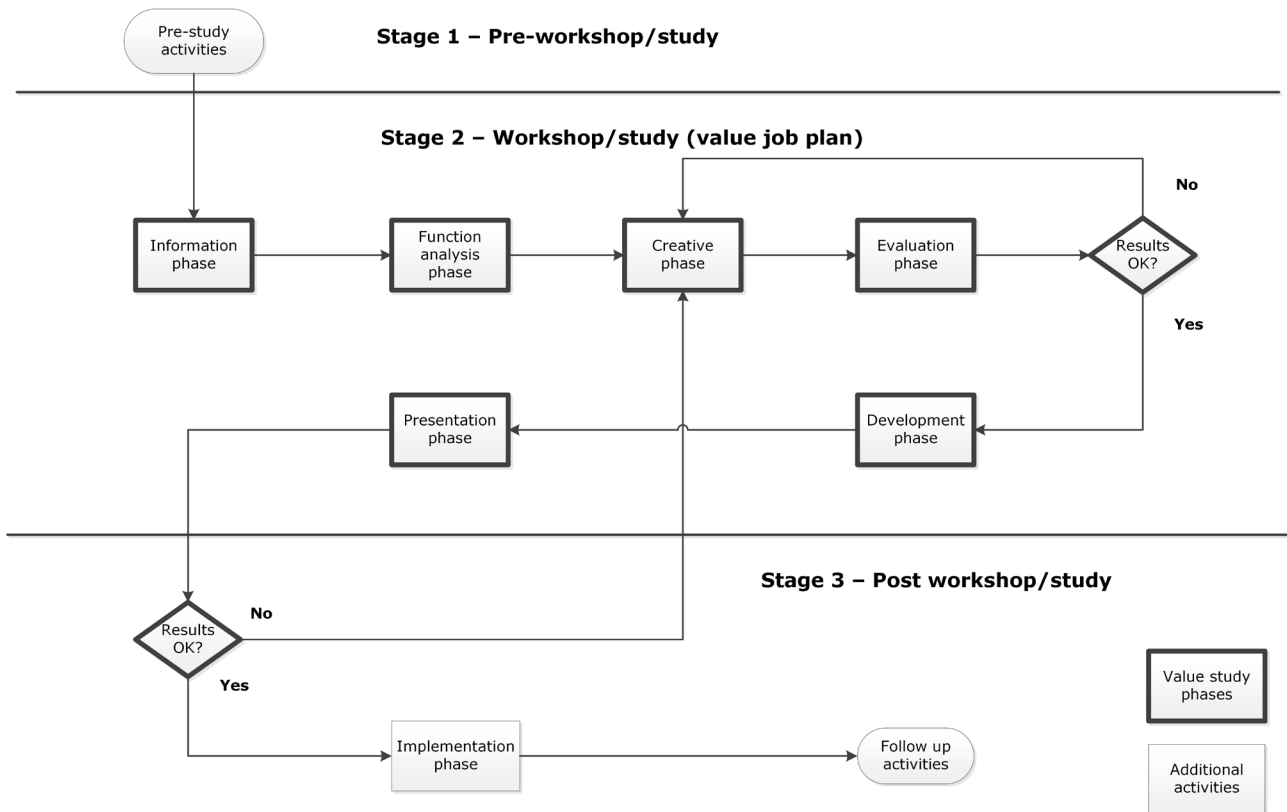 Pre-study
activities
Stage 1 – Pre-workshop/study
Stage 2 – Workshop/study (value job plan)
No
Information
phase
Function
analysis
phase
Creative
phase
Evaluation
phase
Results
OK?
Yes
Presentation
phase
Development
phase
Stage 3 – Post workshop/study
Results
OK?
No
Yes
Value study
phases
Implementation
phase
Follow up
activities
Additional
activities